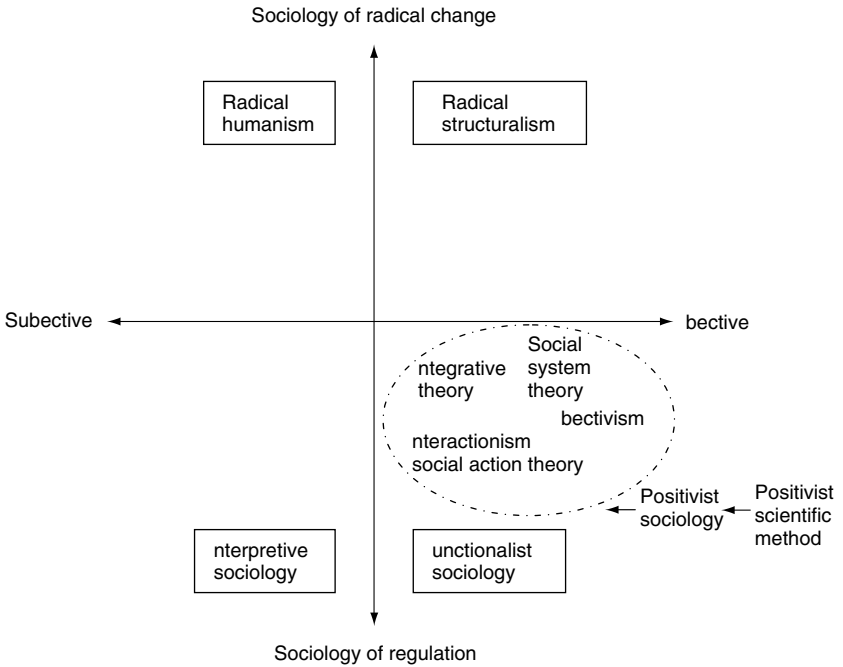 Sociology of radical change
Radical
humanism
Radical
structuralism
Subective
bective
ntegrative
theory
Social
system
theory
bectivism
nteractionism
social action theory
Positivist
sociology
Positivist
scientific
method
nterpretive
sociology
unctionalist
sociology
Sociology of regulation